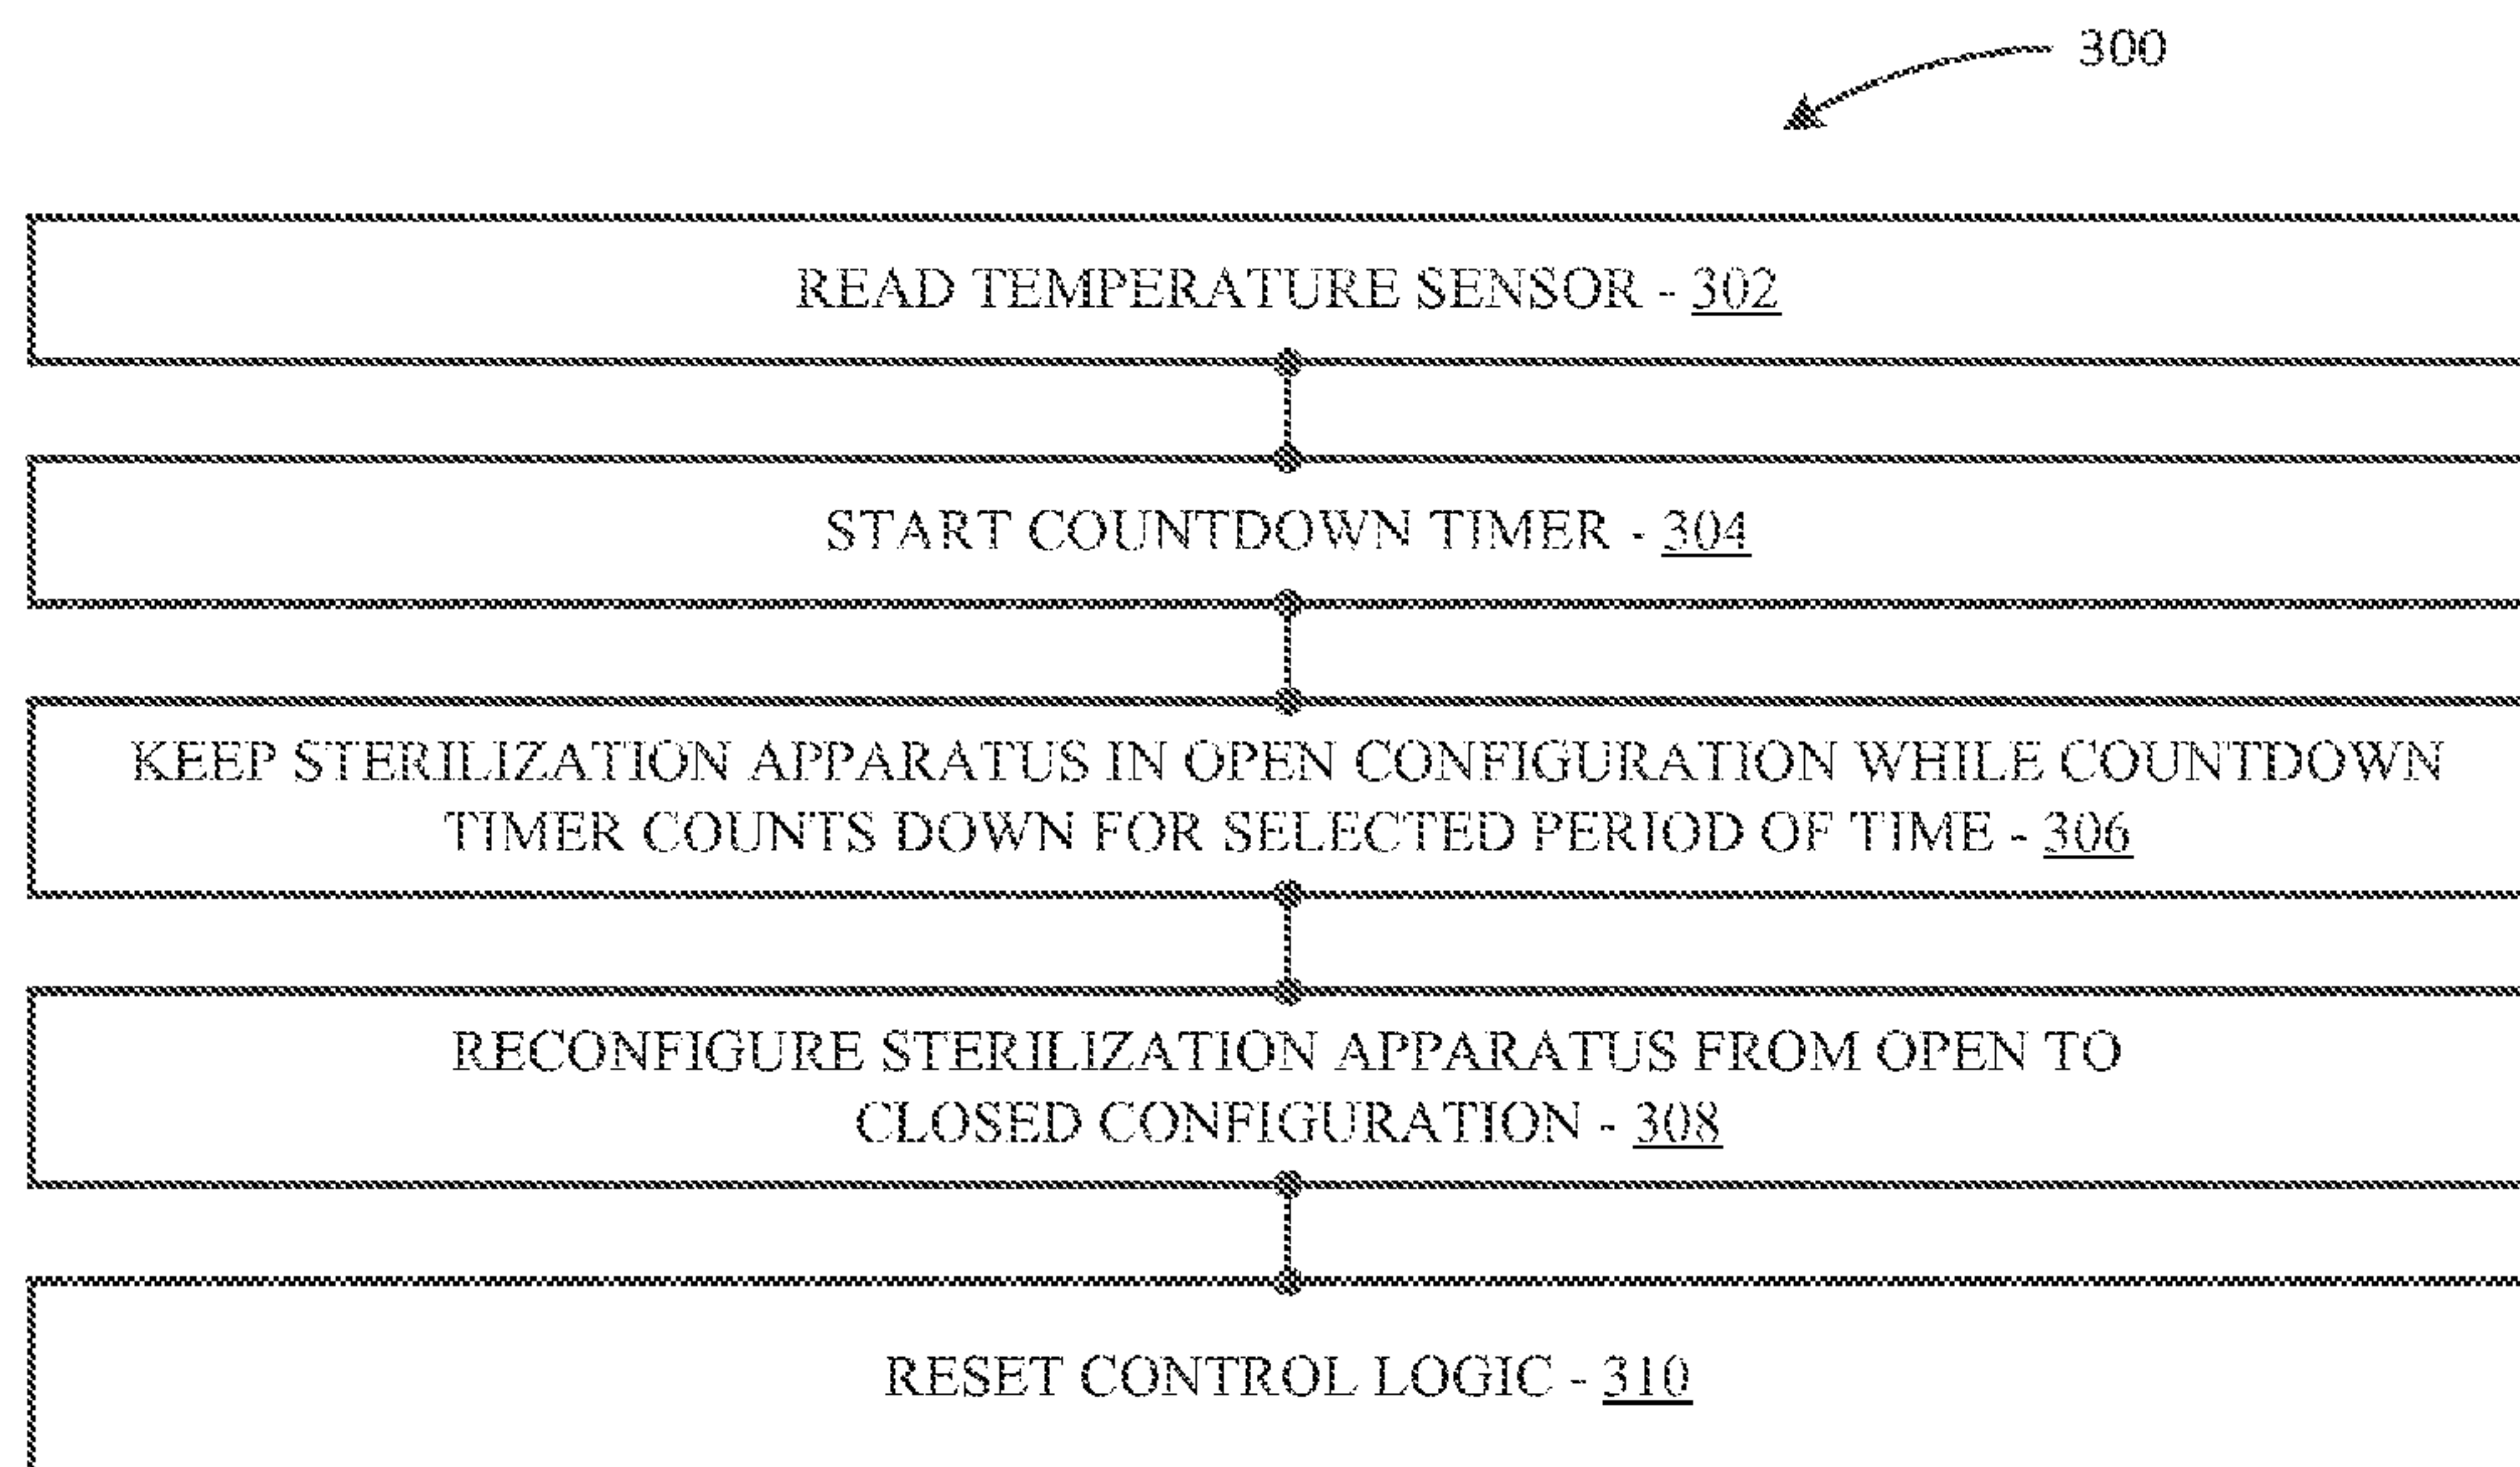 300
READ TEMPERATURE SENSOR - 302
START COUNTDOWN TIMER - 304
KEEP STERILIZATION APPARATUS IN OPEN CONFIGURATION WHILE COUNTDOWN
TIMER COUNTS DOWN FOR SELECTED PERIOD OF TIME - 306
RECONFIGURE STERILIZATION APPARATUS FROM OPEN TO
CLOSED CONFIGURATION - 308
RESET CONTROL LOGIC - 310